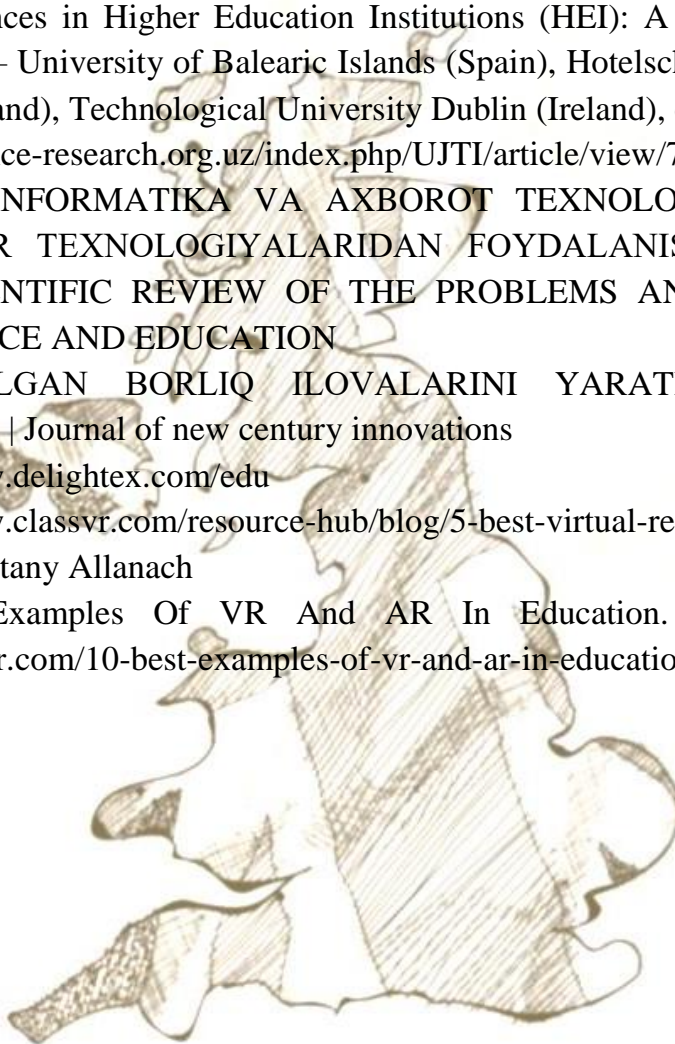 nces in Higher Education Institutions (HEI): A
– University of Balearic Islands (Spain), Hotelsc
and), Technological University Dublin (Ireland),
ce-research.org.uz/index.php/UJTI/article/view/7
NFORMATIKA VA AXBOROT TEXNOLO
R TEXNOLOGIYALARIDAN FOYDALANIS
ENTIFIC REVIEW OF THE PROBLEMS AN
CE AND EDUCATION
LGAN BORLIQ ILOVALARINI YARAT
| Journal of new century innovations
.delightex.com/edu
.classvr.com/resource-hub/blog/5-best-virtual-re
tany Allanach
Examples Of VR And AR In Education.
r.com/10-best-examples-of-vr-and-ar-in-educatio